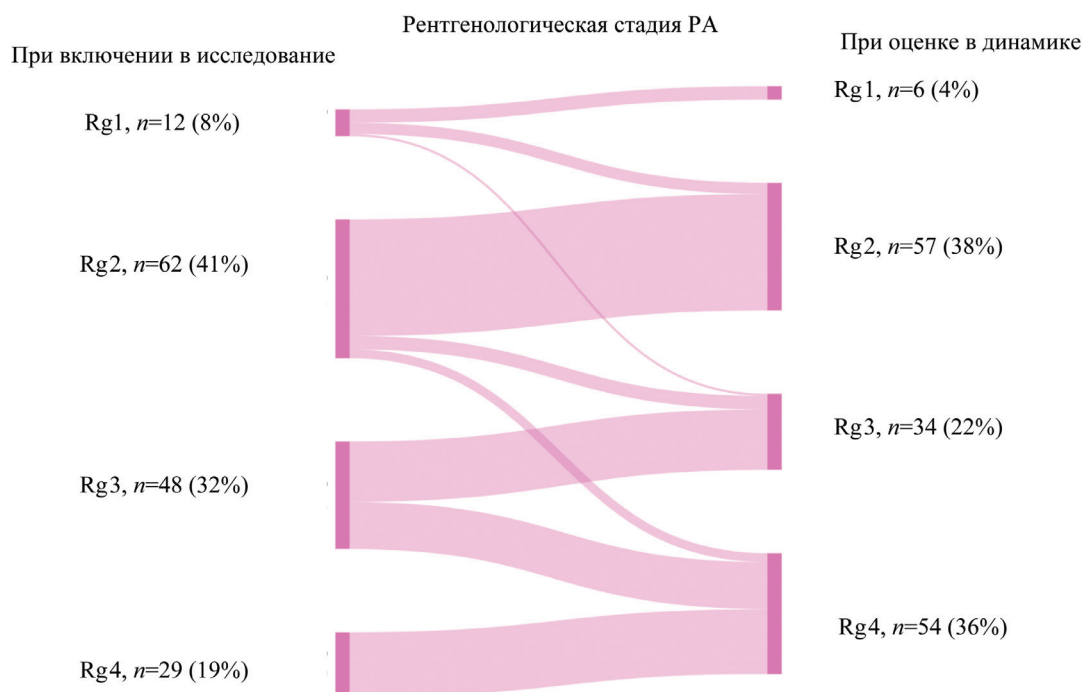 Рентгенологическая стадия РА
При включении в исследование
При оценке в динамике
Rg1, n=12 (8%)
Rg2, n=62 (41%)
Rg3, n=48 (32%)
Rg4, n=29 (19%)
Rg1, n=6 (4%)
Rg2, n=57 (38%)
Rg3, n=34 (22%)
Rg4, n=54 (36%)